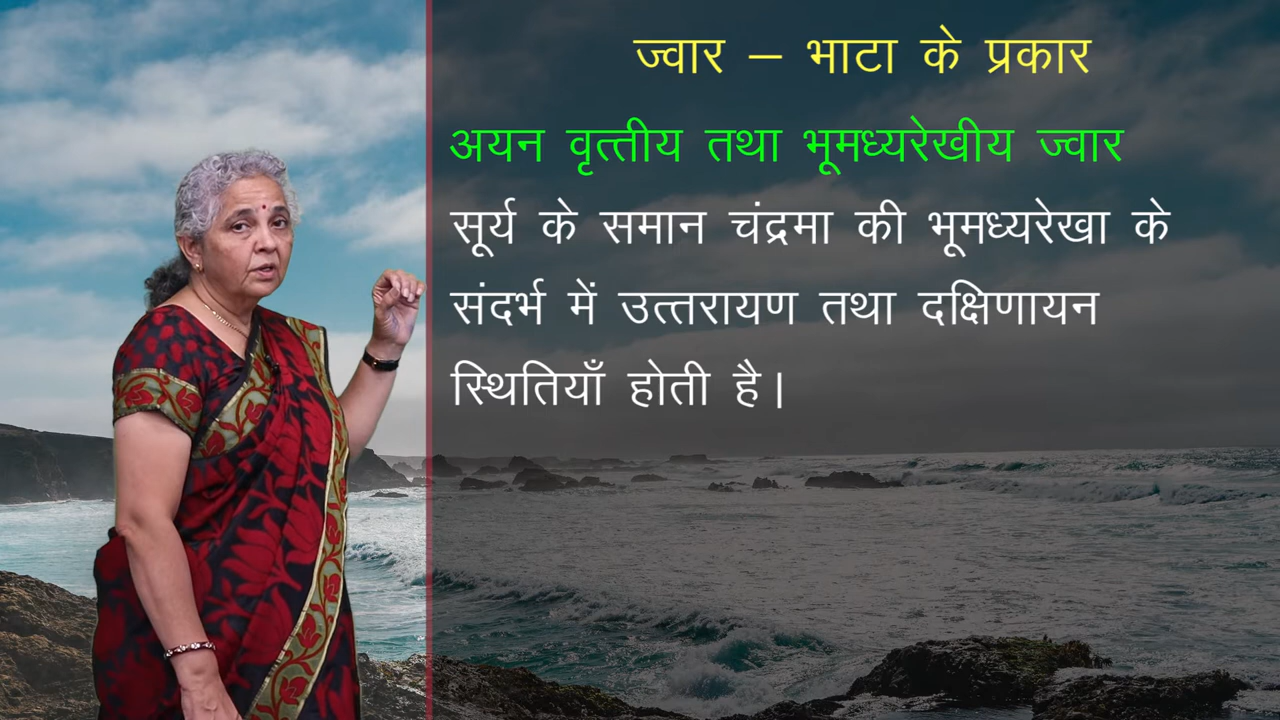 ज्वार – भाटा के प्रकार
अयन वृत्तीय तथा भूमध्यरेखीय ज्वार
सूर्य के समान चंद्रमा की भूमध्यरेखा के
संदर्भ में उत्तरायण तथा दक्षिणायन
स्थितियाँ होती है।